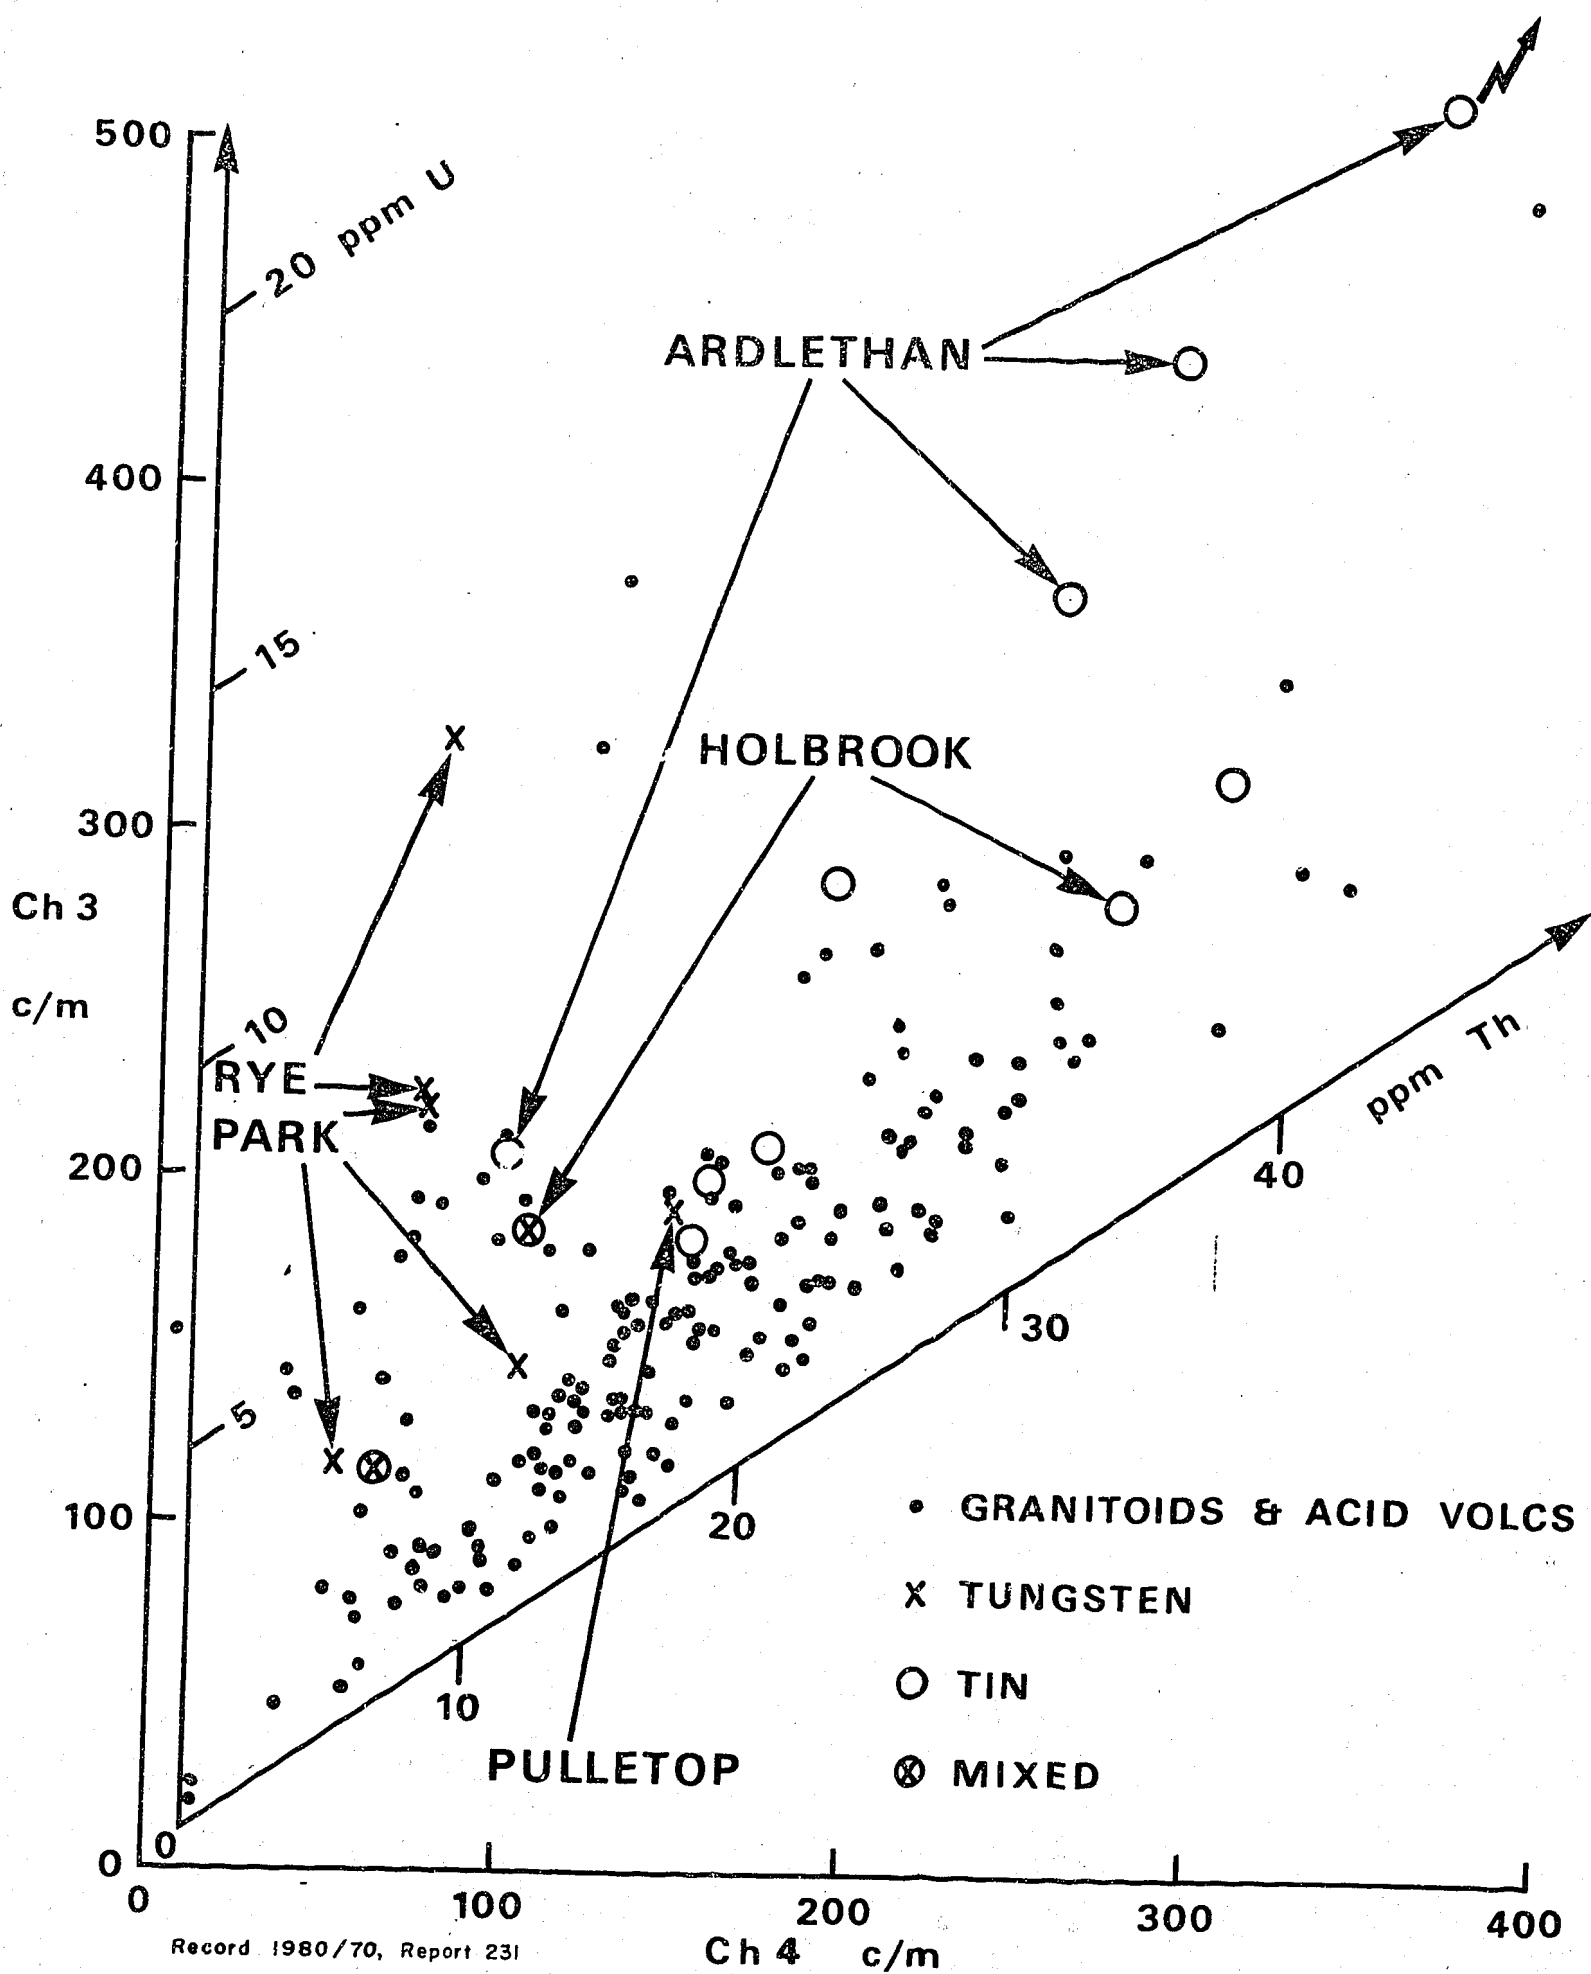 500
20 ppm U
ARDLETHAN
400
15
HOLBROOK
300
Ch 3
c/m
10
RYE
PARK
ppm Th
200
40
30
5
100
20
10
GRANITOIDS & ACID VOLCS
X TUNGSTEN
TIN
MIXED
PULLETOP
0
0
0
100
200
300
400
Ch 4 c/m
Record 1980/70, Report 231